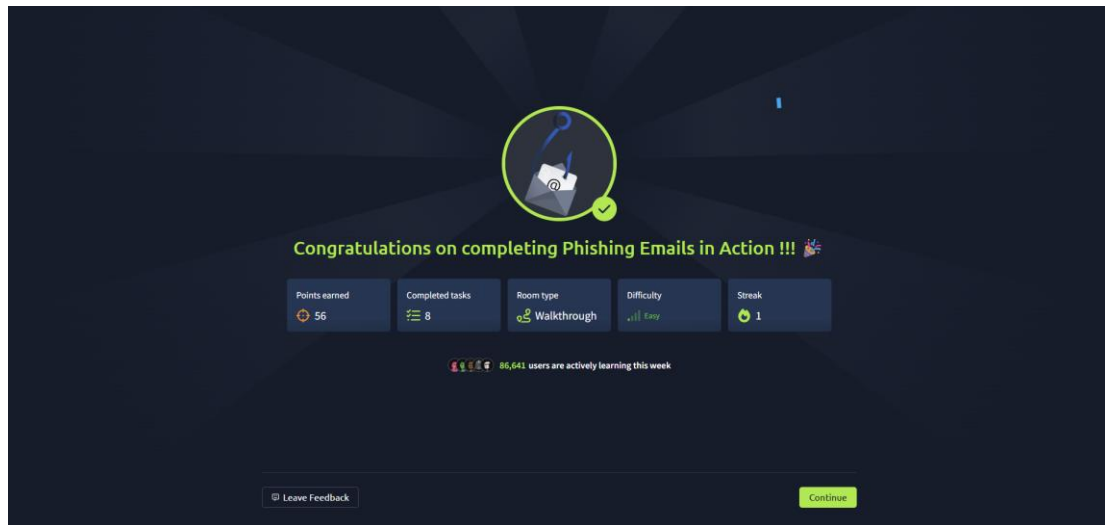 @
Congratulations on completing Phishing Emails in Action !!! 🎉
Points earned
56
Completed tasks
8
Room type
Walkthrough
Difficulty
Easy
Streak
1
86,641 users are actively learning this week
Leave Feedback
Continue